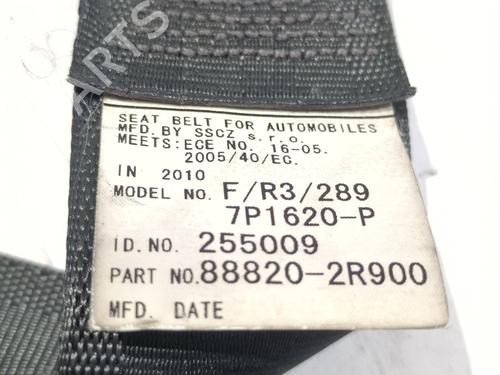 SEAT BELT FOR AUTOMOBILES
MFD. BY SSCZ s.r.o.
MEETS: ECE NO. 16-05.
2005/40/EC.
IN 2010
MODEL NO. F/R3/289
7P1620-P
ID. NO. 255009
PART NO. 88820-2R900
MFD. DATE